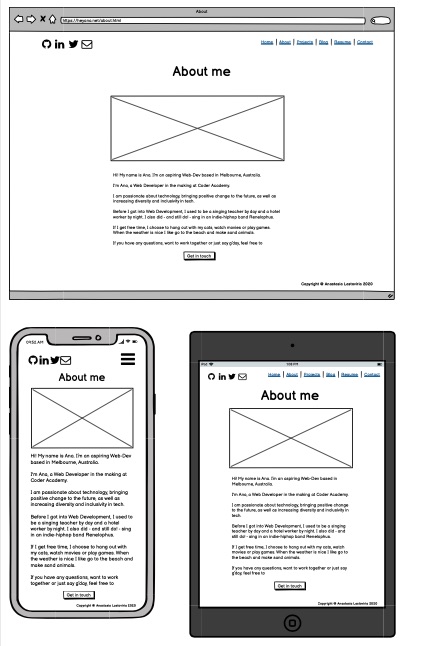 About
https://heyana.net/about.html
Home | About | Projects | Blog | Resume | Contact
About me
Hi! My name is Ana. I'm an aspiring Web-Dev based in Melbourne, Australia.
I'm Ana, a Web Developer in the making at Coder Academy.
I am passionate about technology, bringing positive change to the future, as well as
increasing diversity and inclusivity in tech.
Before I got into Web Development, I used to be a singing teacher by day and a hotel
worker by night. I also did - and still do! - sing in an indie-hiphop band Renelophus.
If I get free time, I choose to hang out with my cats, watch movies or play games.
When the weather is nice I like go to the beach and make sand animals.
If you have any questions, want to work together or just say g'day, feel free to
Get in touch
Copyright © Anastasia Lastoviris 2020
09:52 AM
About me
Hi! My name is Ana. I'm an aspiring Web-Dev
based in Melbourne, Australia.
I'm Ana, a Web Developer in the making at
Coder Academy.
I am passionate about technology, bringing
positive change to the future, as well as
increasing diversity and inclusivity in tech.
Before I got into Web Development, I used to
be a singing teacher by day and a hotel
worker by night. I also did - and still do! - sing
in an indie-hiphop band Renelophus.
If I get free time, I choose to hang out with
my cats, watch movies or play games. When
the weather is nice I like go to the beach and
make sand animals.
If you have any questions, want to work
together or just say g'day, feel free to
Get in touch
Copyright © Anastasia Lastoviris 2020
Home | About | Projects | Blog | Resume | Contact
About me
Hi! My name is Ana. I'm an aspiring Web-Dev
based in Melbourne, Australia.
I'm Ana, a Web Developer in the making at Coder
Academy.
I am passionate about technology, bringing positive change
to the future, as well as increasing diversity and inclusivity in
tech.
Before I got into Web Development, I used to be a singing
teacher by day and a hotel worker by night. I also did - and
still do! - sing in an indie-hiphop band Renelophus.
If I get free time, I choose to hang out with my cats, watch
movies or play games. When the weather is nice I like go to
the beach and make sand animals.
If you have any questions, want to work together or just say
g'day, feel free to
Get in touch
Copyright © Anastasia Lastoviris 2020